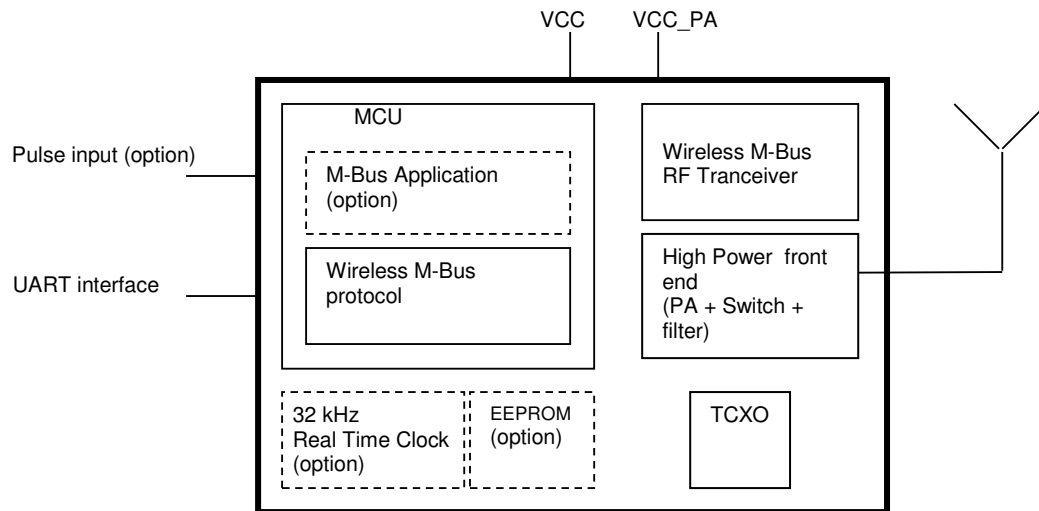 VCC
VCC_PA
MCU
M-Bus Application
(option)
Wireless M-Bus
protocol
Wireless M-Bus
RF Tranceiver
High Power front
end
(PA + Switch +
filter)
Pulse input (option)
UART interface
32 kHz
Real Time Clock
(option)
EEPROM
(option)
TCXO